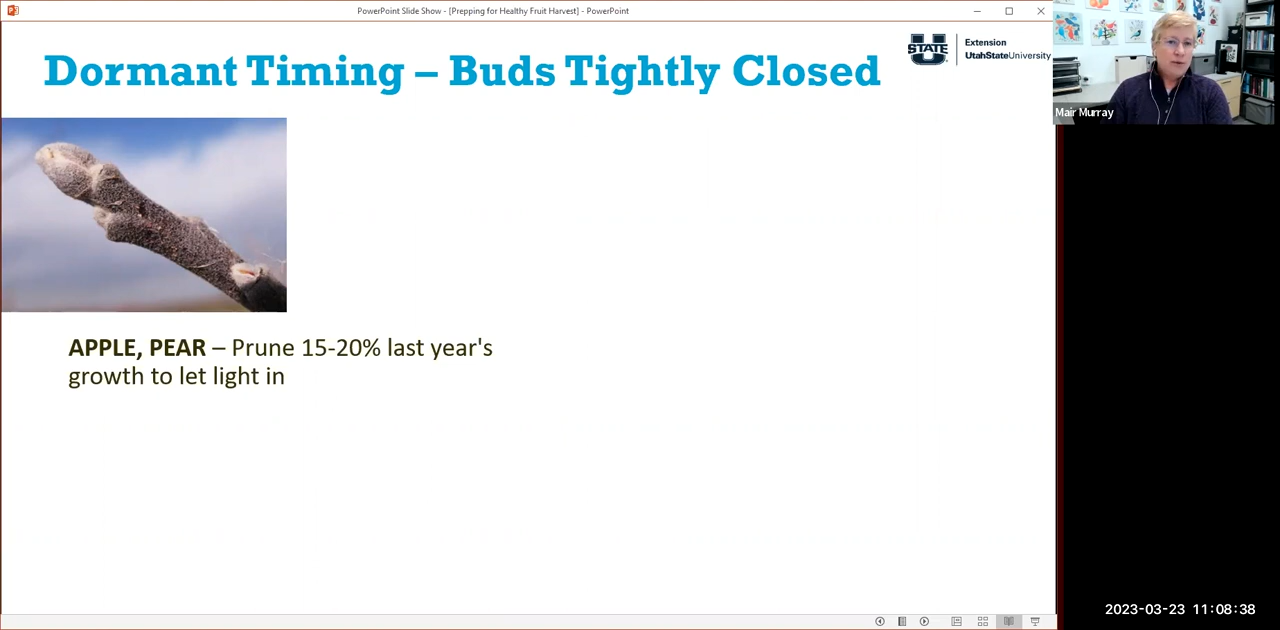 PowerPoint Slide Show - [Prepping for Healthy Fruit Harvest] - PowerPoint
Dormant Timing – Buds Tightly Closed
U
STATE
Extension
UtahStateUniversity
Mair Murray
APPLE, PEAR – Prune 15-20% last year's
growth to let light in
2023-03-23 11:08:38